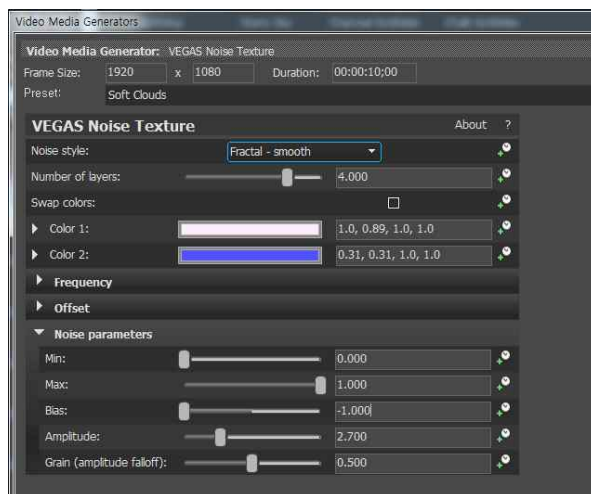 Video Media Generators
Video Media Generator: VEGAS Noise Texture
Frame Size: 1920 x 1080 Duration: 00:00:10;00
Preset: Soft Clouds
VEGAS Noise Texture About ?
Noise style: Fractal - smooth
Number of layers: 4.000
Swap colors:
Color 1: 1.0, 0.89, 1.0, 1.0
Color 2: 0.31, 0.31, 1.0, 1.0
Frequency
Offset
Noise parameters
Min: 0.000
Max: 1.000
Bias: -1.000
Amplitude: 2.700
Grain (amplitude falloff): 0.500